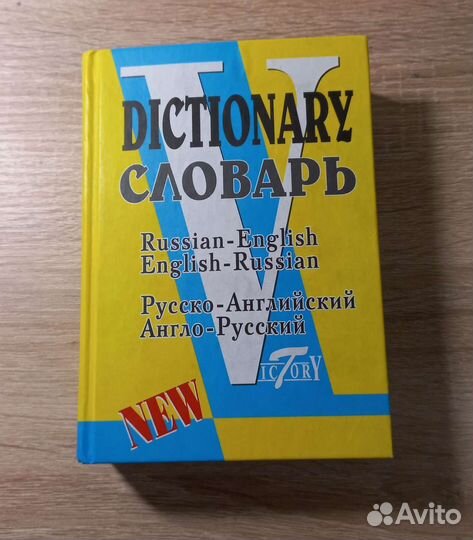 DICTIONARY
СЛОВАРЬ
Russian-English
English-Russian
Русско-Английский
Англо-Русский
VICTORY
NEW
Avito